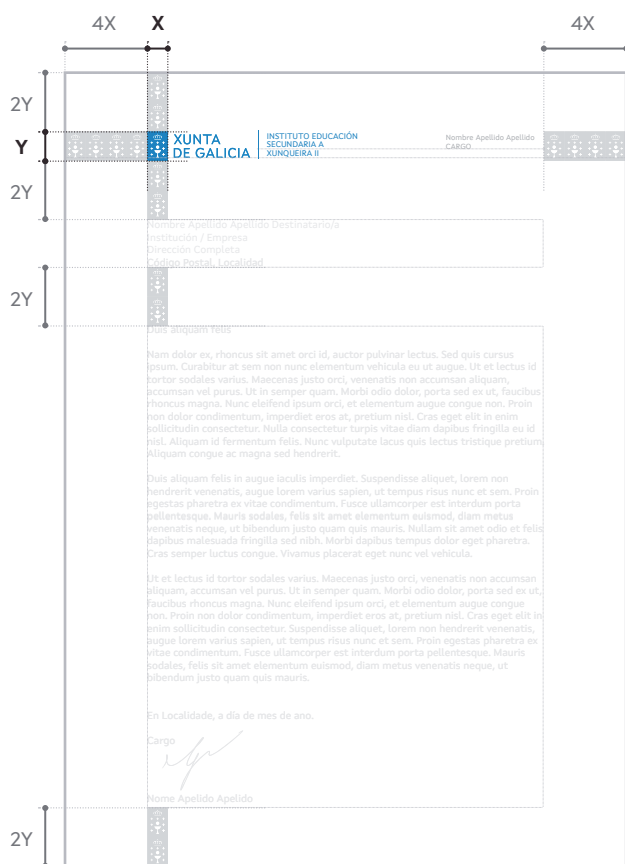 4X X 4X
2Y
Y
XUNTA
DE GALICIA
INSTITUTO EDUCACIÓN
SECUNDARIA A
XUNQUEIRA II
Nombre Apellido Apellido
CARGO
2Y
Nombre Apellido Apellido Destinatario/a
Institución / Empresa
Dirección Completa
Código Postal, Localidad
2Y
Duis aliquam felis
Nam dolor ex, rhoncus sit amet orci id, auctor pulvinar lectus. Sed quis cursus
ipsum. Curabitur at sem non nunc elementum vehicula eu ut augue. Ut et lectus id
tortor sodales varius. Maecenas justo orci, venenatis non accumsan aliquam,
accumsan vel purus. Ut in semper quam. Morbi odio dolor, porta sed ex ut, faucibus
rhoncus magna. Nunc eleifend ipsum orci, et elementum augue congue non. Proin
non dolor condimentum, imperdiet eros at, pretium nisl. Cras eget elit in enim
sollicitudin consectetur. Nulla consectetur turpis vitae diam dapibus fringilla eu id
nisl. Aliquam id fermentum felis. Nunc vulputate lacus quis lectus tristique pretium.
Aliquam congue ac magna sed hendrerit.
Duis aliquam felis in augue iaculis imperdiet. Suspendisse aliquet, lorem non
hendrerit venenatis, augue lorem varius sapien, ut tempus risus nunc et sem. Proin
egestas pharetra ex vitae condimentum. Fusce ullamcorper est interdum porta
pellentesque. Mauris sodales, felis sit amet elementum euismod, diam metus
venenatis neque, ut bibendum justo quam quis mauris. Nullam sit amet odio et felis
dapibus malesuada fringilla sed nibh. Morbi dapibus tempus dolor eget pharetra.
Cras semper luctus congue. Vivamus placerat eget nunc vel vehicula.
Ut et lectus id tortor sodales varius. Maecenas justo orci, venenatis non accumsan
aliquam, accumsan vel purus. Ut in semper quam. Morbi odio dolor, porta sed ex ut,
faucibus rhoncus magna. Nunc eleifend ipsum orci, et elementum augue congue
non. Proin non dolor condimentum, imperdiet eros at, pretium nisl. Cras eget elit in
enim sollicitudin consectetur. Suspendisse aliquet, lorem non hendrerit venenatis,
augue lorem varius sapien, ut tempus risus nunc et sem. Proin egestas pharetra ex
vitae condimentum. Fusce ullamcorper est interdum porta pellentesque. Mauris
sodales, felis sit amet elementum euismod, diam metus venenatis neque, ut
bibendum justo quam quis mauris.
En Localidade, a día de mes de ano.
Cargo
Nome Apelido Apelido
2Y